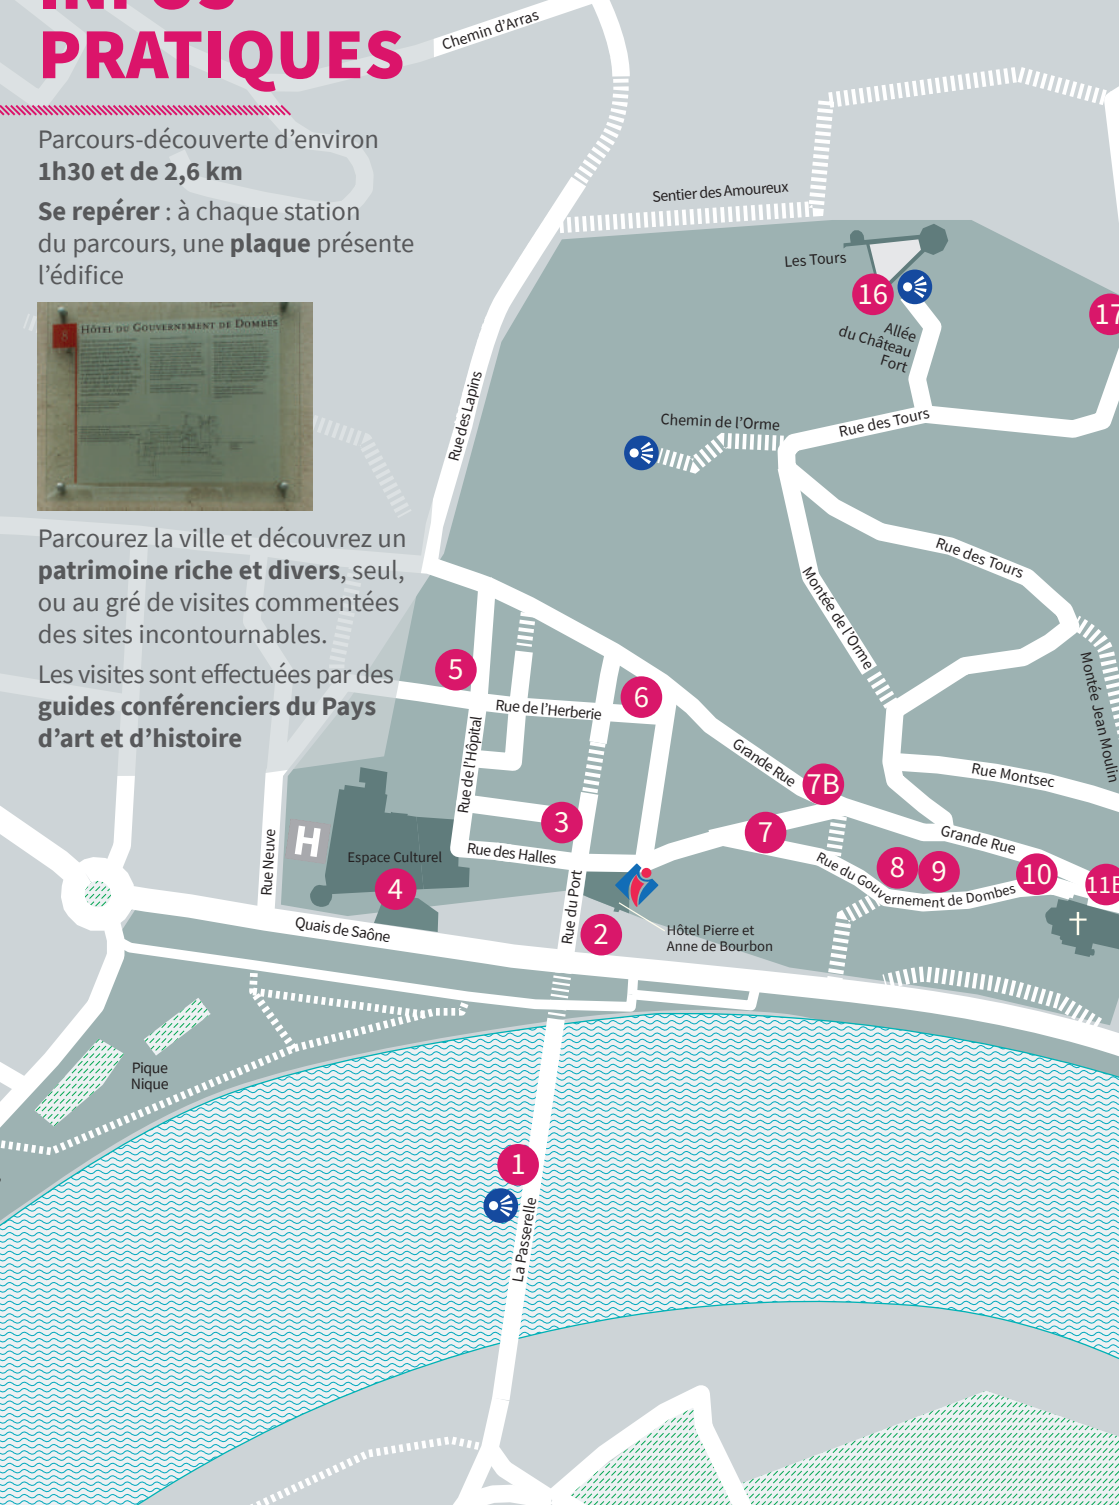 INFOS
PRATIQUES
Parcours-découverte d'environ
1h30 et de 2,6 km
Se repérer : à chaque station
du parcours, une plaque présente
l'édifice
8
HÔTEL DU GOUVERNEMENT DE DOMBES
Parcourez la ville et découvrez un
patrimoine riche et divers, seul,
ou au gré de visites commentées
des sites incontournables.
Les visites sont effectuées par des
guides conférenciers du Pays
d'art et d'histoire
Chemin d'Arras
Sentier des Amoureux
Les Tours
16
17
Allée
du Château
Fort
Rue des Lapins
Chemin de l'Orme
Rue des Tours
Rue des Tours
Montée de l'Orme
Montée Jean Moulin
5
6
Rue de l'Herberie
Rue de l'Hôpital
Grande Rue
7B
Rue Montsec
3
7
Grande Rue
Rue Neuve
H
Espace Culturel
Rue des Halles
4
Rue du Gouvernement de Dombes
8
9
10
11B
Rue du Port
2
Hôtel Pierre et
Anne de Bourbon
Quais de Saône
Pique
Nique
1
La Passerelle